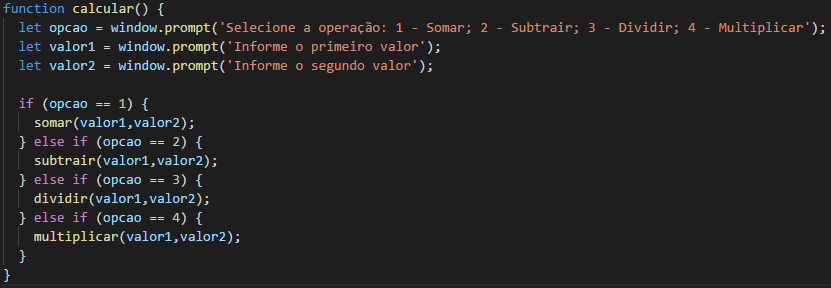 function calcular() {
let opcao = window.prompt('Selecione a operação: 1 - Somar; 2 - Subtrair; 3 - Dividir; 4 - Multiplicar');
let valor1 = window.prompt('Informe o primeiro valor');
let valor2 = window.prompt('Informe o segundo valor');
if (opcao == 1) {
somar(valor1,valor2);
} else if (opcao == 2) {
subtrair(valor1,valor2);
} else if (opcao == 3) {
dividir(valor1,valor2);
} else if (opcao == 4) {
multiplicar(valor1,valor2);
}
}